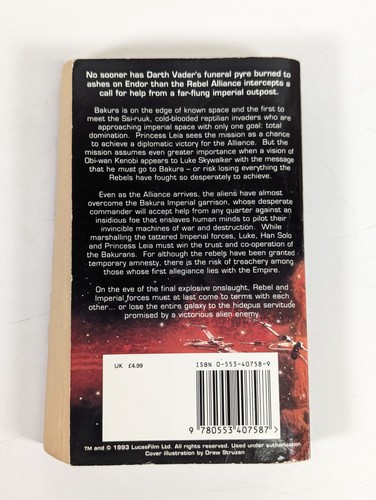 No sooner has Darth Vader's funeral pyre burned to
ashes on Endor than the Rebel Alliance intercepts a
call for help from a far-flung imperial outpost.
Bakura is on the edge of known space and the first to
meet the Ssi-ruuk, cold-blooded reptilian invaders who
are approaching imperial space with only one goal: total
domination. Princess Leia sees the mission as a chance
to achieve a diplomatic victory for the Alliance. But the
mission assumes even greater importance when a vision of
Obi-wan Kenobi appears to Luke Skywalker with the message
that he must go to Bakura – or risk losing everything the
Rebels have fought so desperately to achieve.
Even as the Alliance arrives, the aliens have almost
overcome the Bakura Imperial garrison, whose desperate
commander will accept help from any quarter against an
insidious foe that enslaves human minds to pilot their
invincible machines of war and destruction. While
marshalling the tattered Imperial forces, Luke, Han Solo
and Princess Leia must win the trust and co-operation of
the Bakurans. For although the rebels have been granted
temporary amnesty, there is the risk of treachery among
those whose first allegiance lies with the Empire.
On the eve of the final explosive onslaught, Rebel and
Imperial forces must at last come to terms with each
other... or lose the entire galaxy to the hideous servitude
promised by a victorious alien enemy.
UK £4.99
ISBN 0-553-40758-9
9 780553 407587 >
TM and © 1993 LucasFilm Ltd. All rights reserved. Used under authorisation
Cover illustration by Drew Struzan